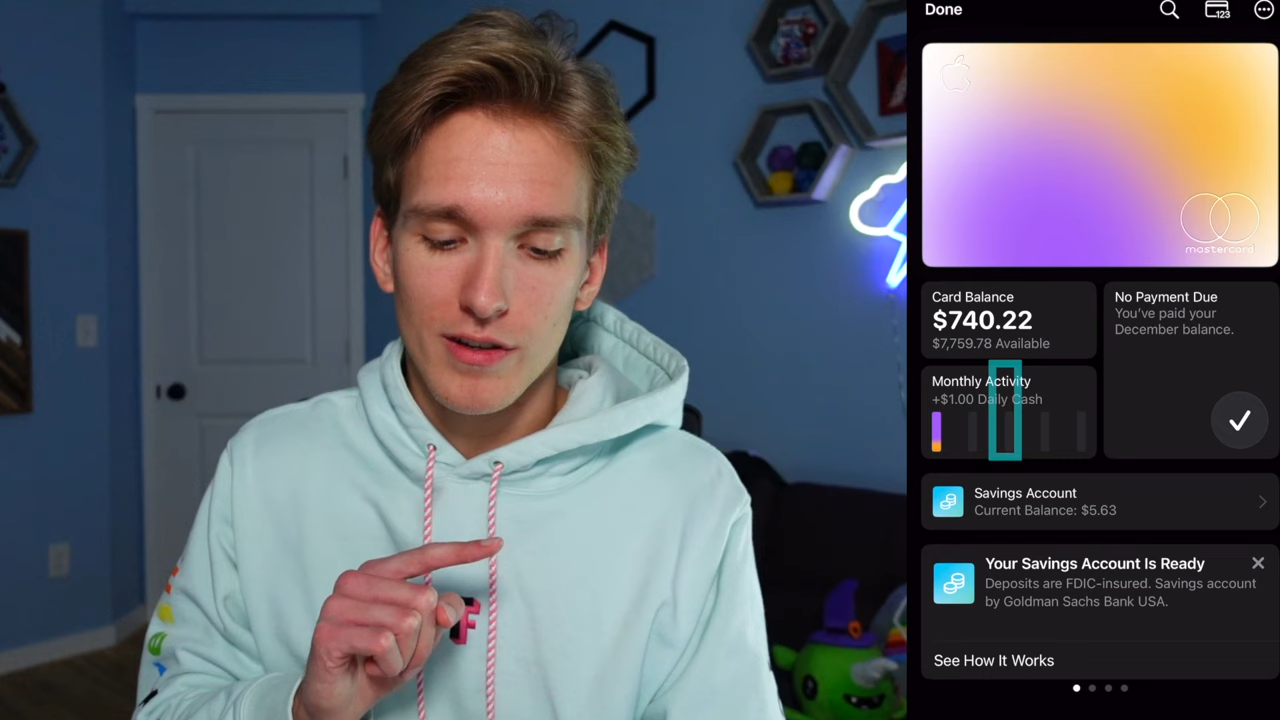 Done
123
mastercard
Card Balance
$740.22
$7,759.78 Available
No Payment Due
You've paid your
December balance.
Monthly Activity
+$1.00 Daily Cash
Savings Account
Current Balance: $5.63
Your Savings Account Is Ready
Deposits are FDIC-insured. Savings account
by Goldman Sachs Bank USA.
See How It Works
F